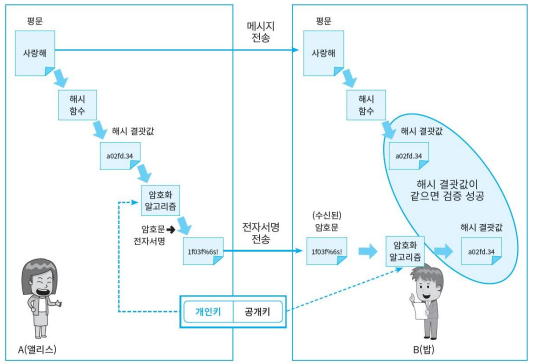 평문
사랑해
해시
함수
해시 결괏값
a02fd.34
암호화
알고리즘
암호문
전자서명
1f03f%6s!
A(앨리스)
메시지
전송
전자서명
전송
개인키
공개키
평문
사랑해
해시
함수
해시 결괏값
a02fd.34
해시 결괏값이
같으면 검증 성공
(수신된)
암호문
1f03f%6s!
암호화
알고리즘
해시 결괏값
a02fd.34
B(밥)